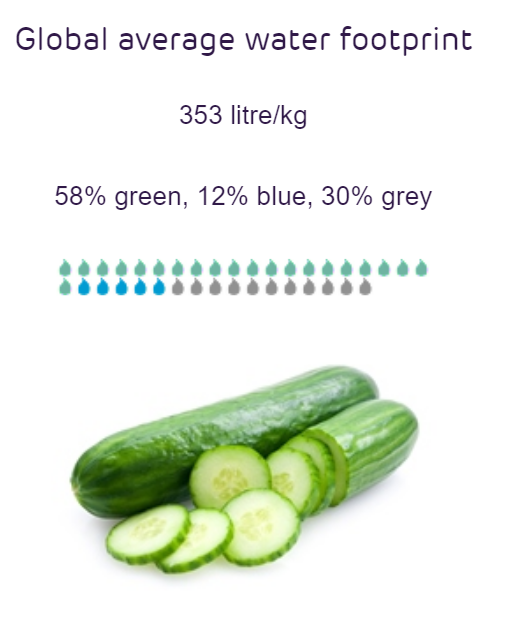 Global average water footprint
353 litre/kg
58% green, 12% blue, 30% grey